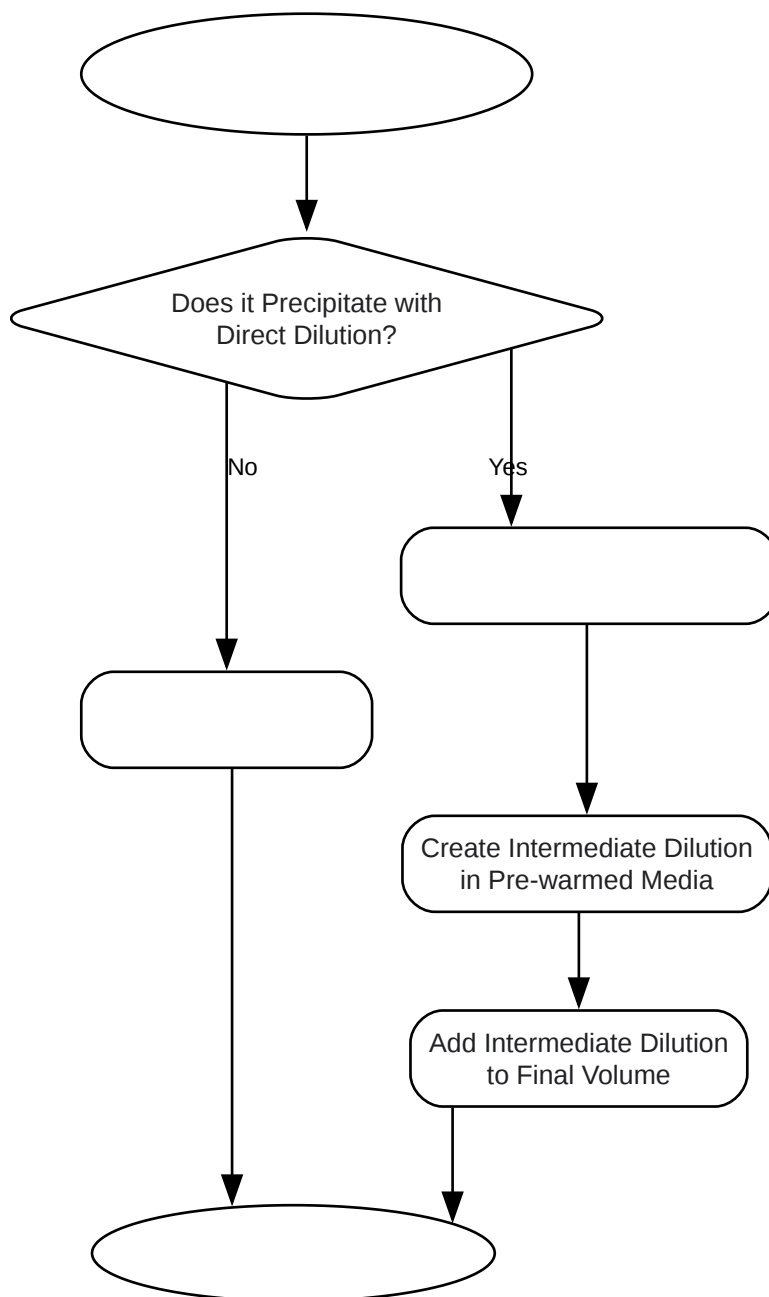 Does it Precipitate with
Direct Dilution?
No
Yes
Create Intermediate Dilution
in Pre-warmed Media
Add Intermediate Dilution
to Final Volume